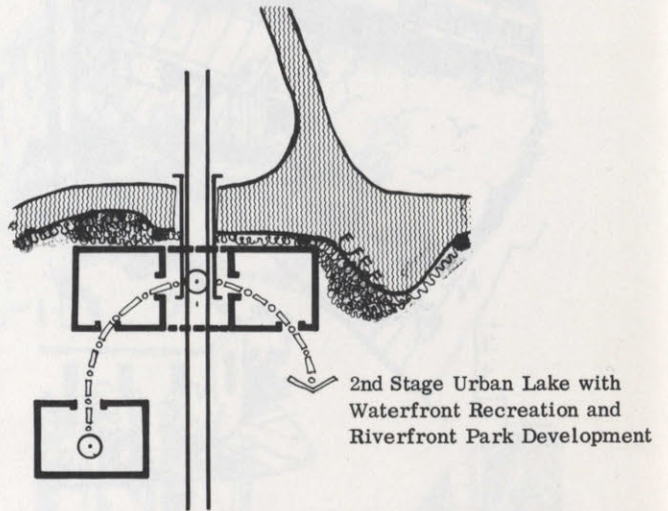 2nd Stage Urban Lake with
Waterfront Recreation and
Riverfront Park Development